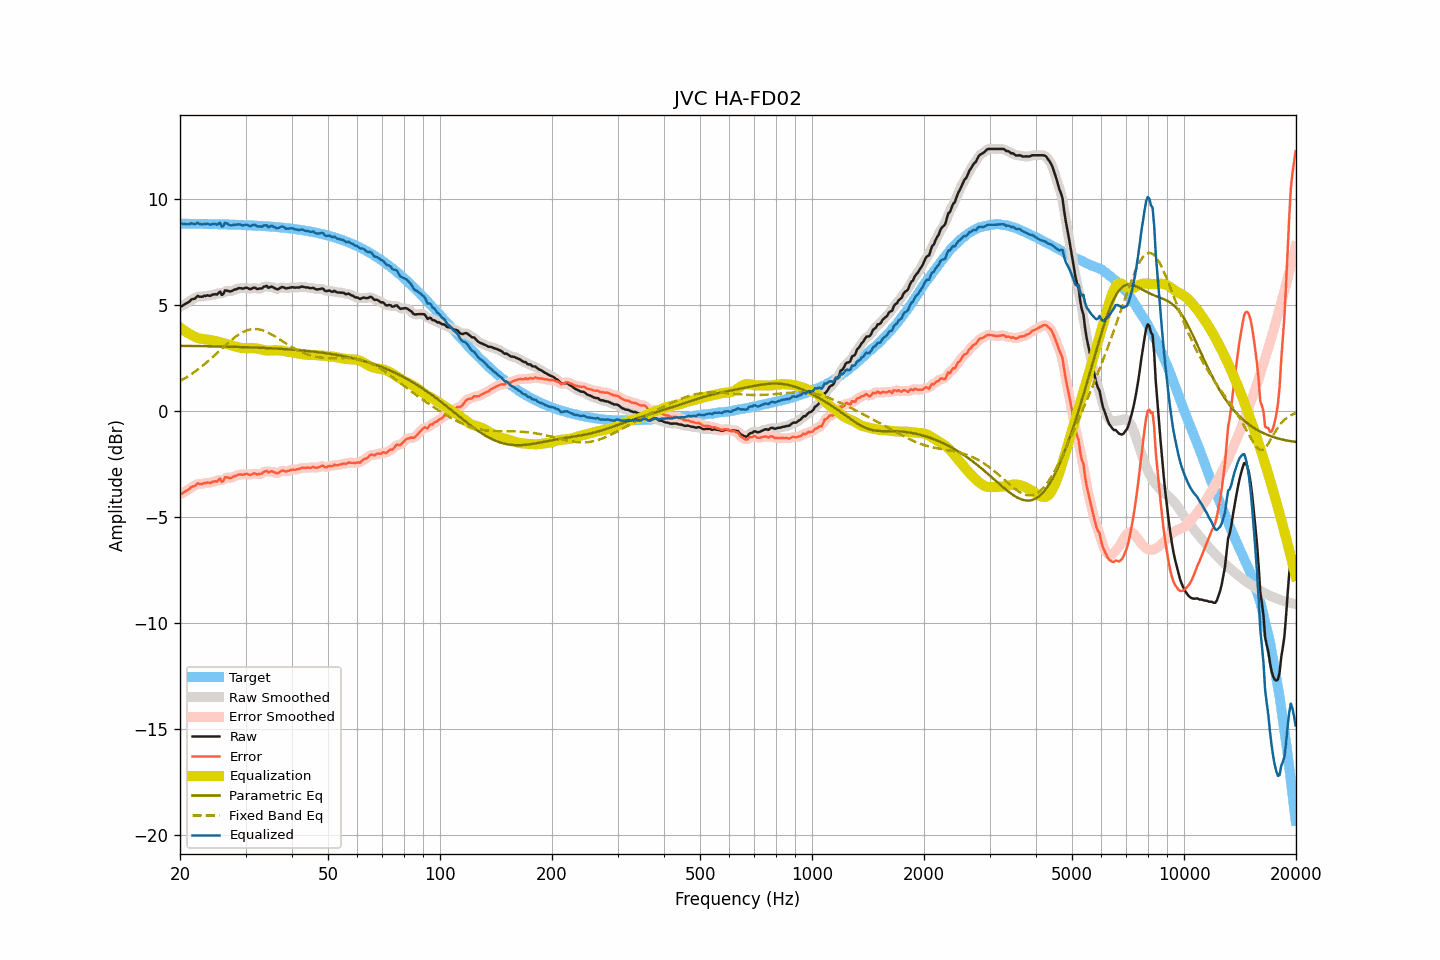 JVC HA-FD02
Amplitude (dBr)
10
5
0
−5
−10
−15
−20
Target
Raw Smoothed
Error Smoothed
Raw
Error
Equalization
Parametric Eq
Fixed Band Eq
Equalized
20 50 100 200 500 1000 2000 5000 10000 20000
Frequency (Hz)